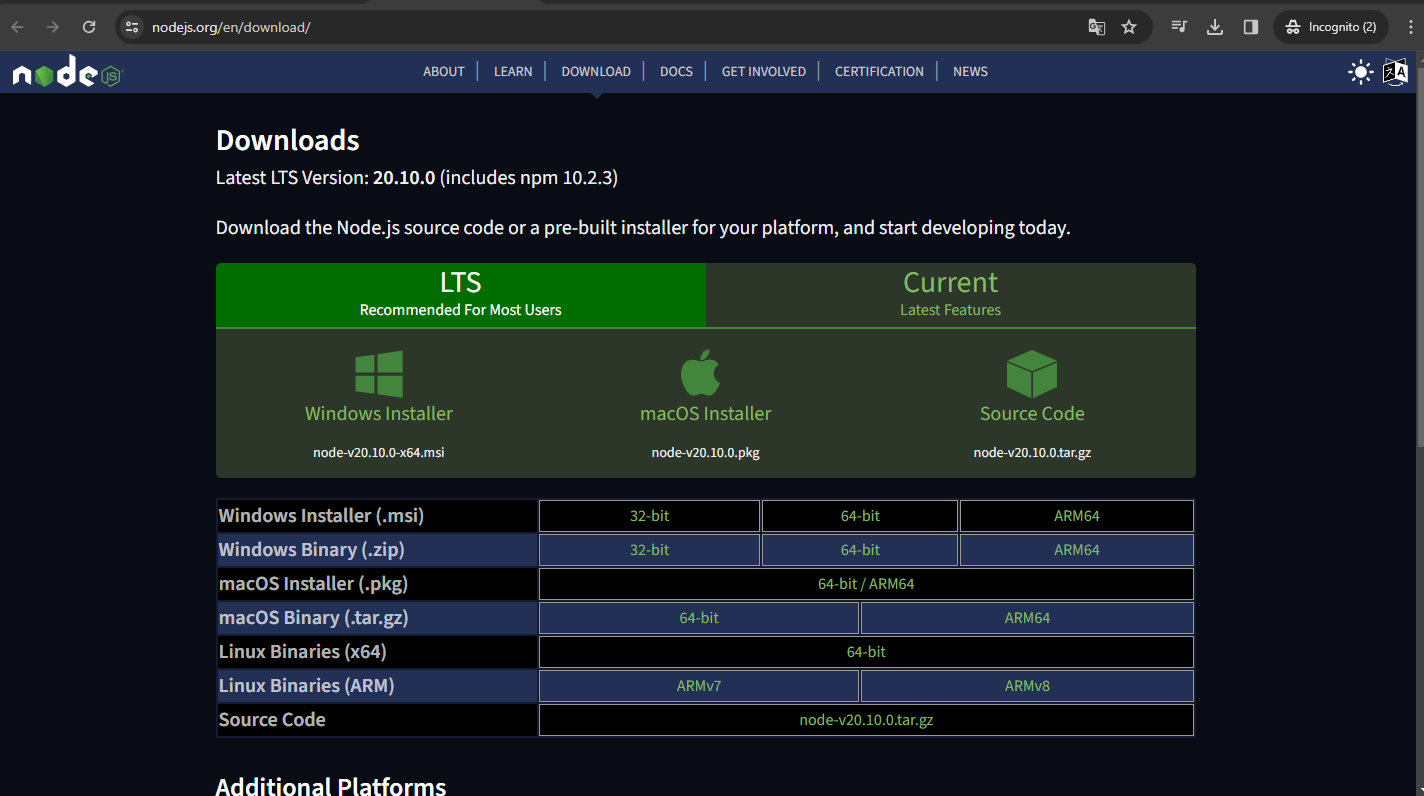 nodejs.org/en/download/
Incognito (2)
node JS
ABOUT LEARN DOWNLOAD DOCS GET INVOLVED CERTIFICATION NEWS
Downloads
Latest LTS Version: 20.10.0 (includes npm 10.2.3)
Download the Node.js source code or a pre-built installer for your platform, and start developing today.
LTS
Recommended For Most Users
Current
Latest Features
Windows Installer
node-v20.10.0-x64.msi
macOS Installer
node-v20.10.0.pkg
Source Code
node-v20.10.0.tar.gz
Windows Installer (.msi) 32-bit 64-bit ARM64
Windows Binary (.zip) 32-bit 64-bit ARM64
macOS Installer (.pkg) 64-bit / ARM64
macOS Binary (.tar.gz) 64-bit ARM64
Linux Binaries (x64) 64-bit
Linux Binaries (ARM) ARMv7 ARMv8
Source Code node-v20.10.0.tar.gz
Additional Platforms